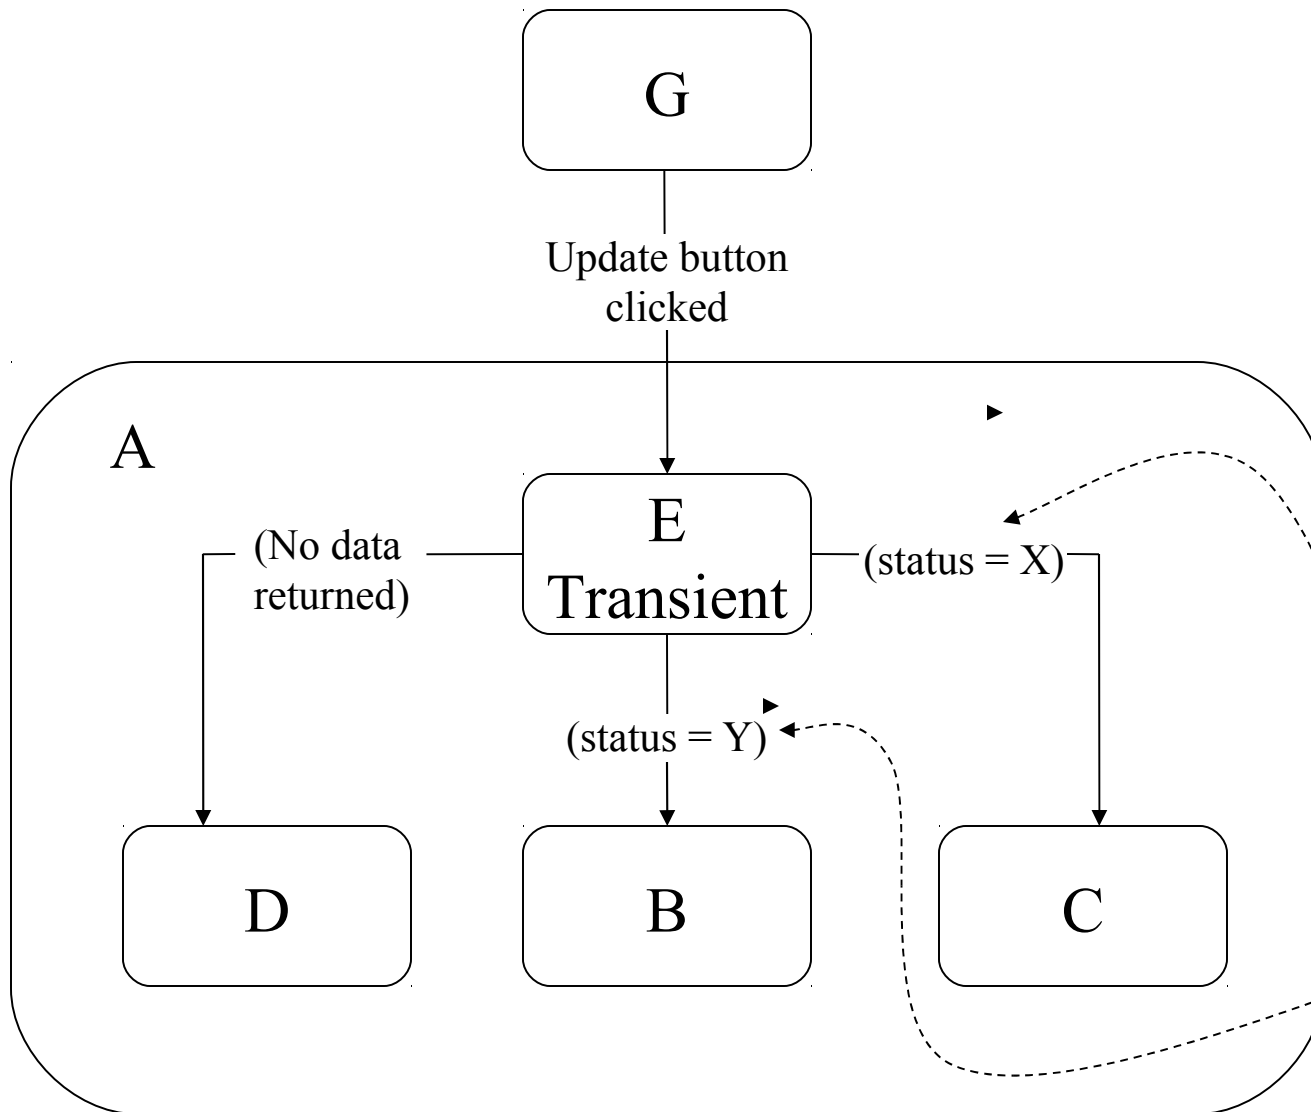 G
Update button
clicked
A
E
Transient
(No data
returned)
(status = X)
(status = Y)
D
B
C